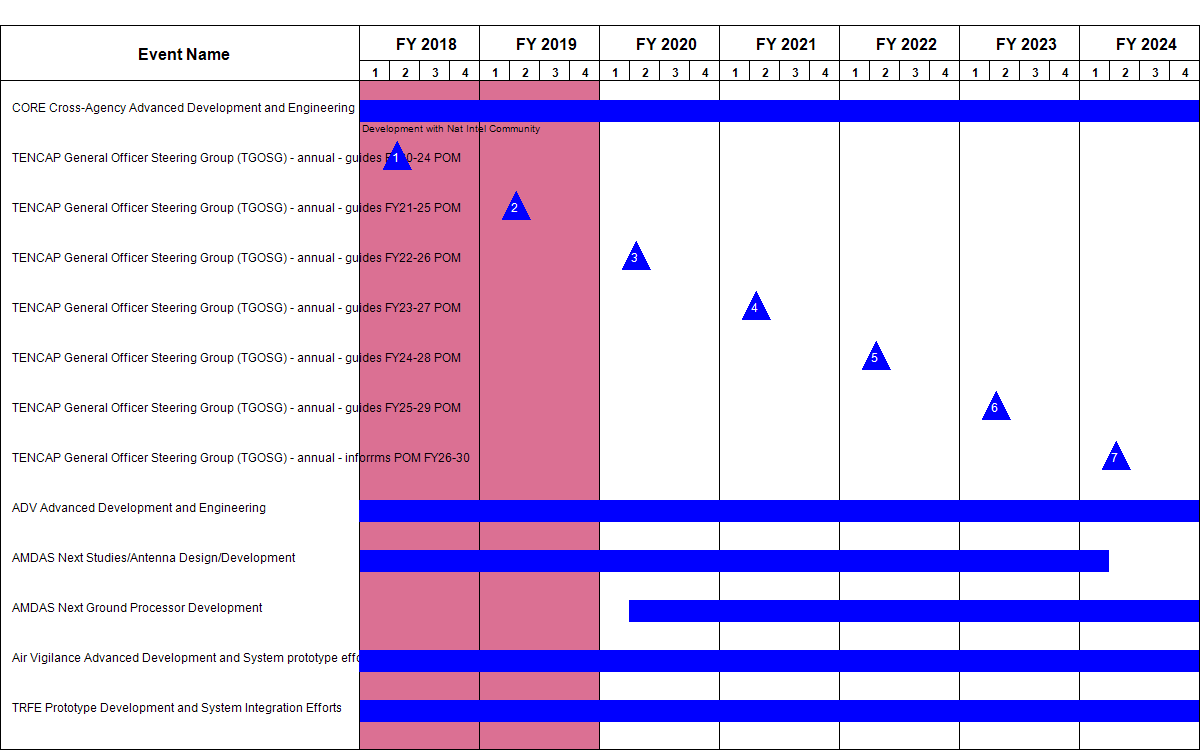 Event Name
FY 2018 FY 2019 FY 2020 FY 2021 FY 2022 FY 2023 FY 2024
1 2 3 4 1 2 3 4 1 2 3 4 1 2 3 4 1 2 3 4 1 2 3 4 1 2 3 4
CORE Cross-Agency Advanced Development and Engineering
Development with Nat Intel Community
TENCAP General Officer Steering Group (TGOSG) - annual - guides 0-24 POM
1
TENCAP General Officer Steering Group (TGOSG) - annual - guides FY21-25 POM
2
TENCAP General Officer Steering Group (TGOSG) - annual - guides FY22-26 POM
3
TENCAP General Officer Steering Group (TGOSG) - annual - guides FY23-27 POM
4
TENCAP General Officer Steering Group (TGOSG) - annual - guides FY24-28 POM
5
TENCAP General Officer Steering Group (TGOSG) - annual - guides FY25-29 POM
6
TENCAP General Officer Steering Group (TGOSG) - annual - inforrms POM FY26-30
7
ADV Advanced Development and Engineering
AMDAS Next Studies/Antenna Design/Development
AMDAS Next Ground Processor Development
Air Vigilance Advanced Development and System prototype effo
TRFE Prototype Development and System Integration Efforts